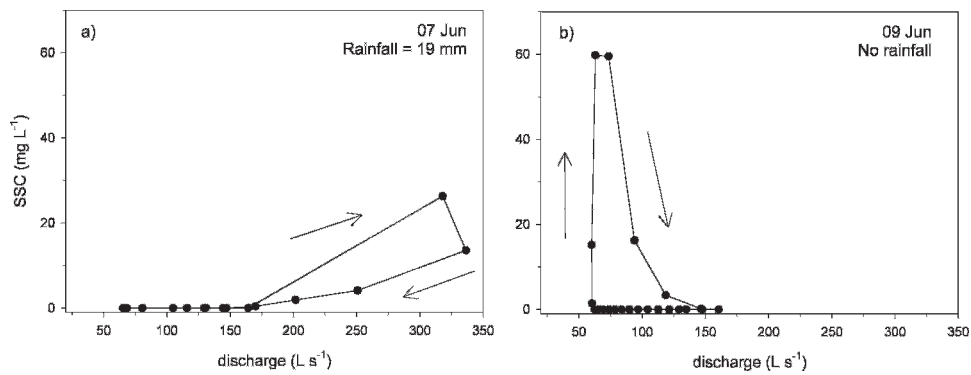 a)
07 Jun
Rainfall = 19 mm
60
40
20
0
SSC (mg L⁻¹)
50 100 150 200 250 300 350
discharge (L s⁻¹)
b)
09 Jun
No rainfall
60
40
20
0
50 100 150 200 250 300 350
discharge (L s⁻¹)